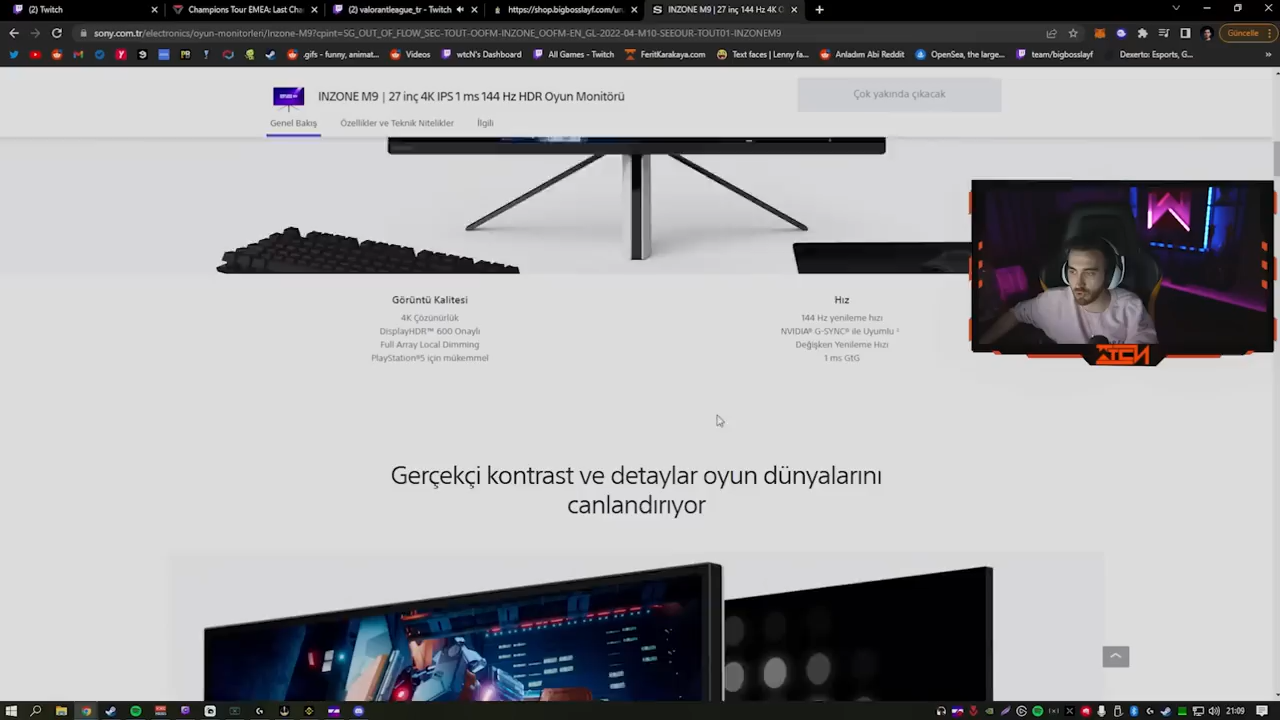 (2) Twitch
Champions Tour EMEA: Last Cha
(2) valorantleague_tr - Twitch
https://shop.bigbosslayf.com/un
INZONE M9 | 27 inç 144 Hz 4K O
sony.com.tr/electronics/oyun-monitorleri/inzone-M9?cpint=SG_OUT_OF_FLOW_SEC-TOUT-OOFM-INZONE_OOFM-EN_GL-2022-04-M10-SEEOUR-TOUT01-INZONEM9
Güncelle
.gifs - funny, animat...
Videos
wtcN's Dashboard
All Games - Twitch
FeritKarakaya.com
Text faces | Lenny fa...
Anladım Abi Reddit
OpenSea, the large...
team/bigbosslayf
Dexerto: Esports, G...
INZONE M9 | 27 inç 4K IPS 1 ms 144 Hz HDR Oyun Monitörü
Çok yakında çıkacak
Genel Bakış
Özellikler ve Teknik Nitelikler
İlgili
Görüntü Kalitesi
4K Çözünürlük
DisplayHDR™ 600 Onaylı
Full Array Local Dimming
PlayStation®5 için mükemmel
Hız
144 Hz yenileme hızı
NVIDIA® G-SYNC® ile Uyumlu ¹
Değişken Yenileme Hızı
1 ms GtG
WTCN
Gerçekçi kontrast ve detaylar oyun dünyalarını
canlandırıyor
21:09